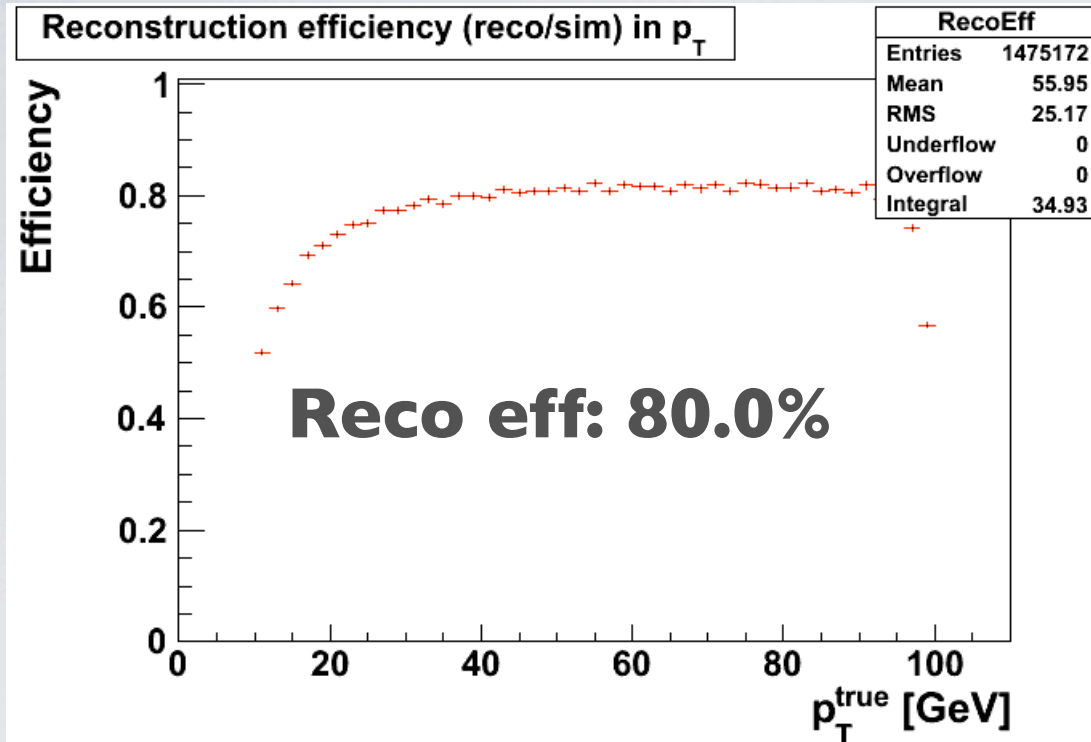 Reconstruction efficiency (reco/sim) in p_T
RecoEff
Entries 1475172
Mean 55.95
RMS 25.17
Underflow 0
Overflow 0
Integral 34.93
Efficiency
1
0.8
0.6
0.4
0.2
0
Reco eff: 80.0%
0 20 40 60 80 100
p_T^true [GeV]